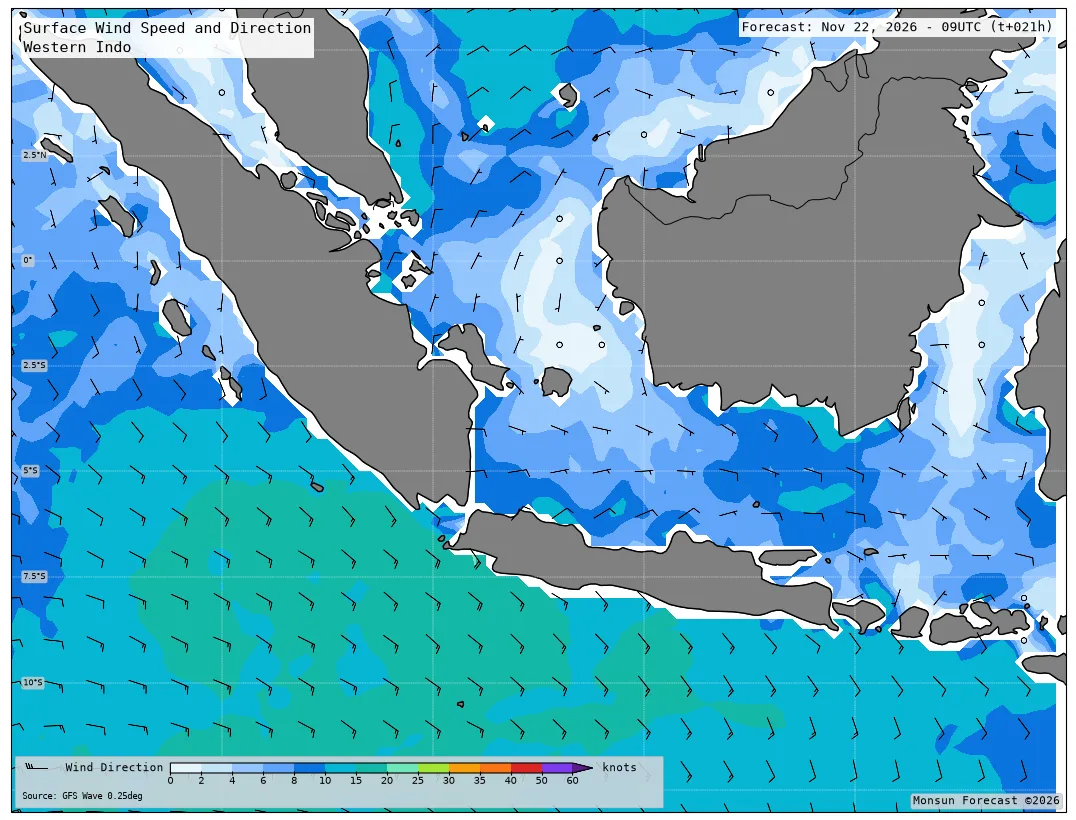 Surface Wind Speed and Direction
Western Indo
Forecast: Nov 22, 2026 - 09UTC (t+021h)
2.5°N
0°
2.5°S
5°S
7.5°S
10°S
Wind Direction
0 2 4 6 8 10 15 20 25 30 35 40 50 60
knots
Source: GFS Wave 0.25deg
Monsun Forecast ©2026